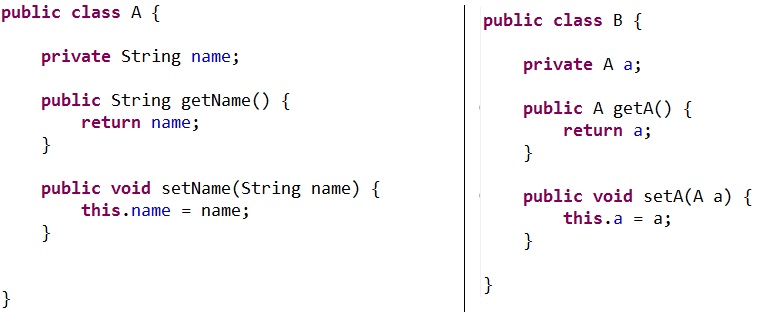 public class A {
private String name;
public String getName() {
return name;
}
public void setName(String name) {
this.name = name;
}
}
public class B {
private A a;
public A getA() {
return a;
}
public void setA(A a) {
this.a = a;
}
}